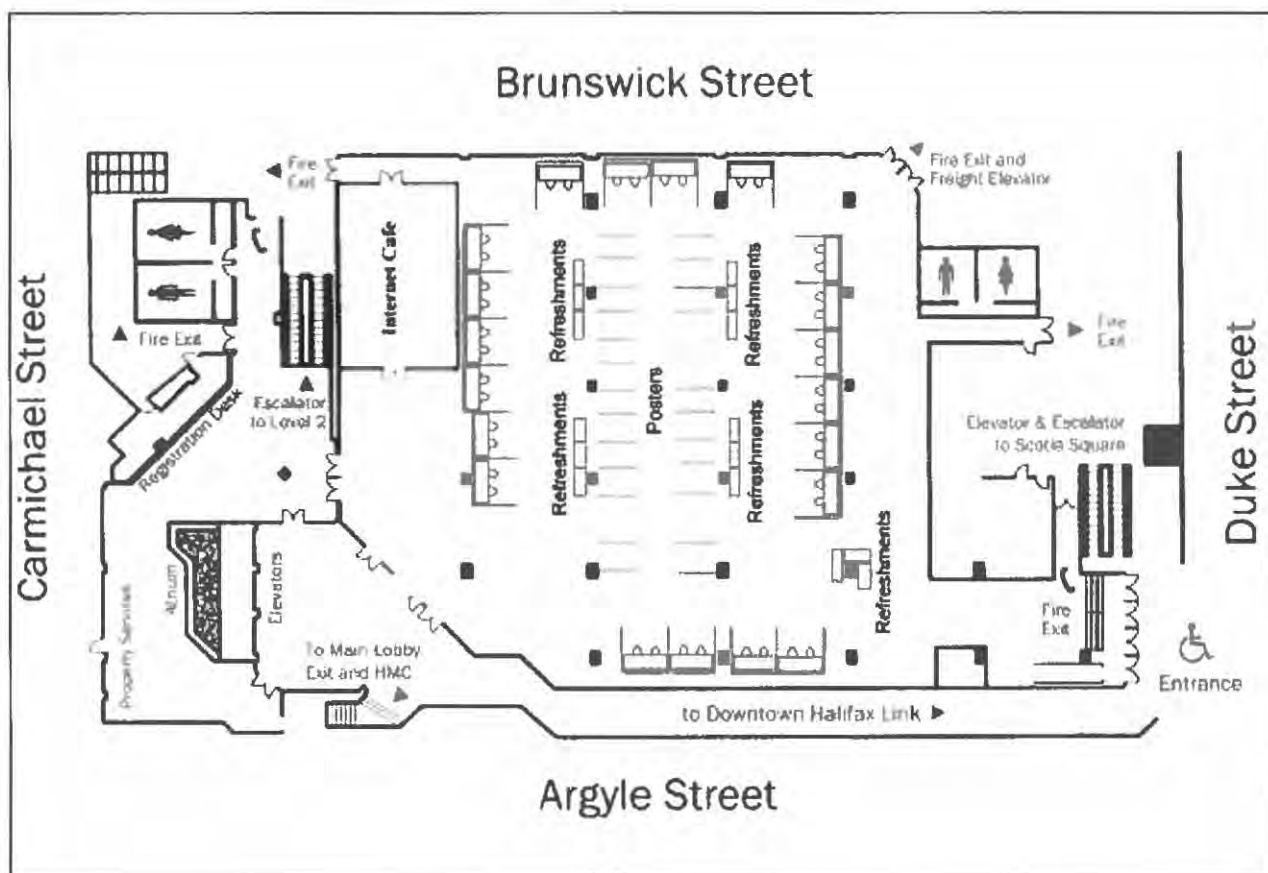 Brunswick Street
Fire
Exit
Fire Exit and
Freight Elevator
Internet Cafe
Refreshments
Refreshments
Fire Exit
Fire
Exit
Carmichael Street
Escalator
to Level 2
Registration Desk
Posters
Refreshments
Refreshments
Elevator & Escalator
to Scotia Square
Duke Street
Atrium
Elevators
Property Services
Refreshments
Fire
Exit
To Main Lobby
Exit and HMC
Entrance
to Downtown Halifax Link
Argyle Street